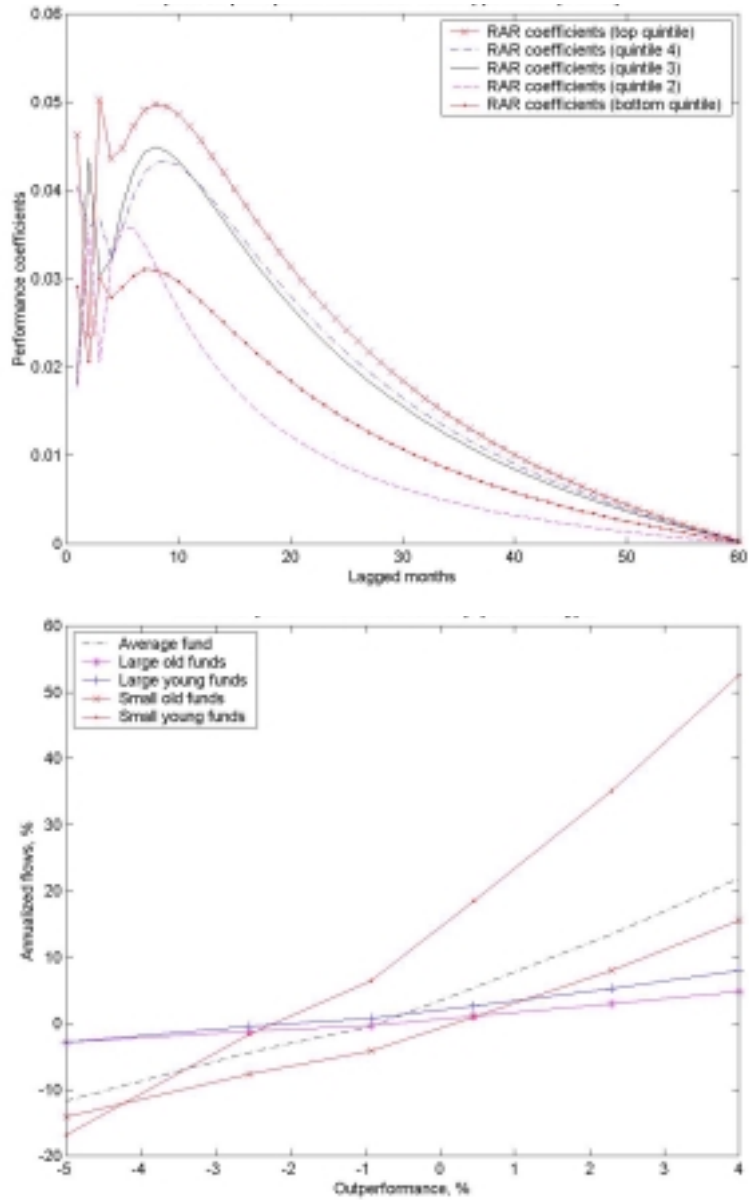 0.06
0.05
0.04
0.03
0.02
0.01
0
Performance coefficients
RAR coefficients (top quintile)
RAR coefficients (quintile 4)
RAR coefficients (quintile 3)
RAR coefficients (quintile 2)
RAR coefficients (bottom quintile)
0 10 20 30 40 50 60
Lagged months
60
50
40
30
20
10
0
-10
-20
Annualized flows, %
Average fund
Large old funds
Large young funds
Small old funds
Small young funds
-5 -4 -3 -2 -1 0 1 2 3 4
Outperformance, %